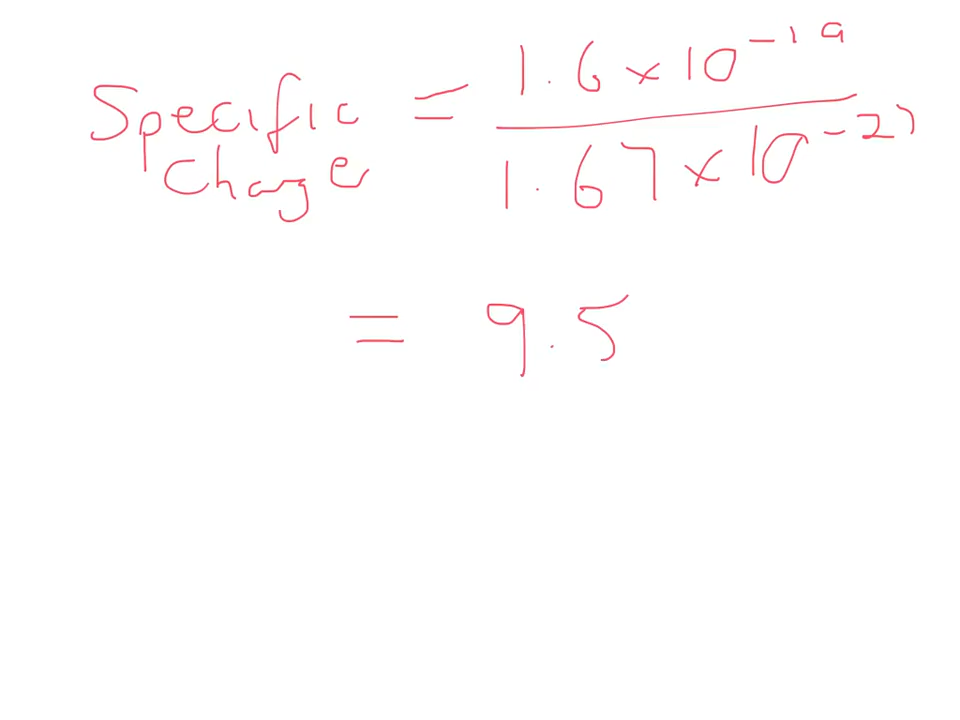 Specific = 1.6 × 10^-19
Charge 1.67 × 10^-27
= 9.5